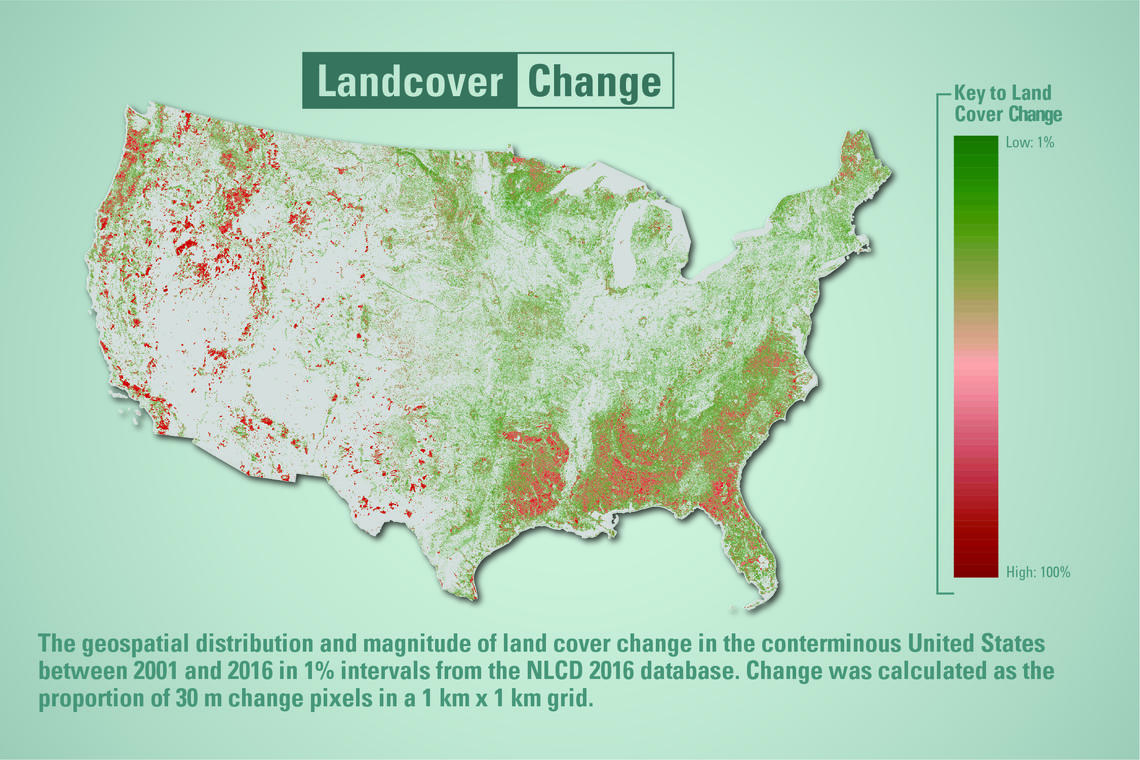 Landcover Change
Key to Land
Cover Change
Low: 1%
High: 100%
The geospatial distribution and magnitude of land cover change in the conterminous United States
between 2001 and 2016 in 1% intervals from the NLCD 2016 database. Change was calculated as the
proportion of 30 m change pixels in a 1 km x 1 km grid.